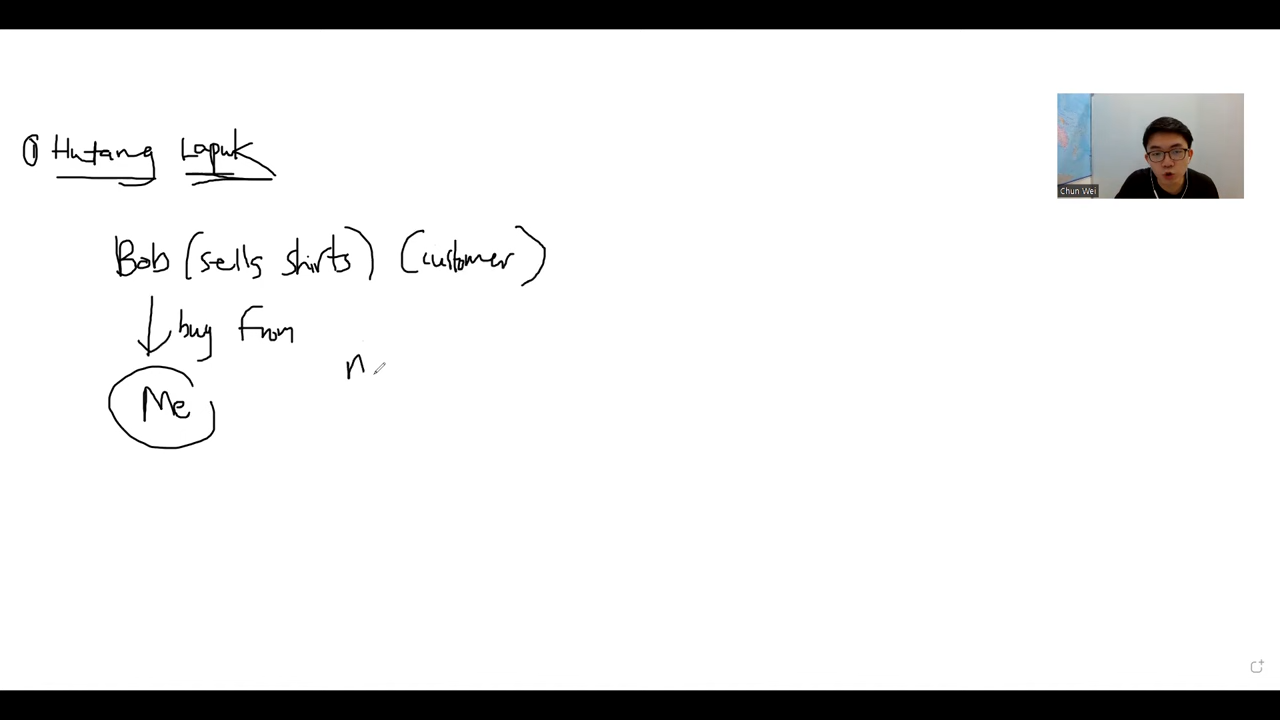 ① Hutang Lapuk
Bob (sells shirts) (customer)
buy from
n
Me
Chun Wei